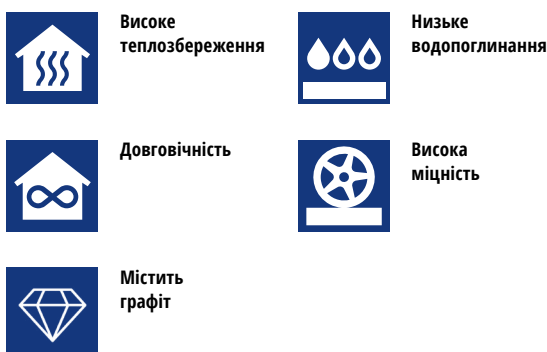 Високе
теплозбереження
Низьке
водопоглинання
Довговічність
Висока
міцність
Містить
графіт